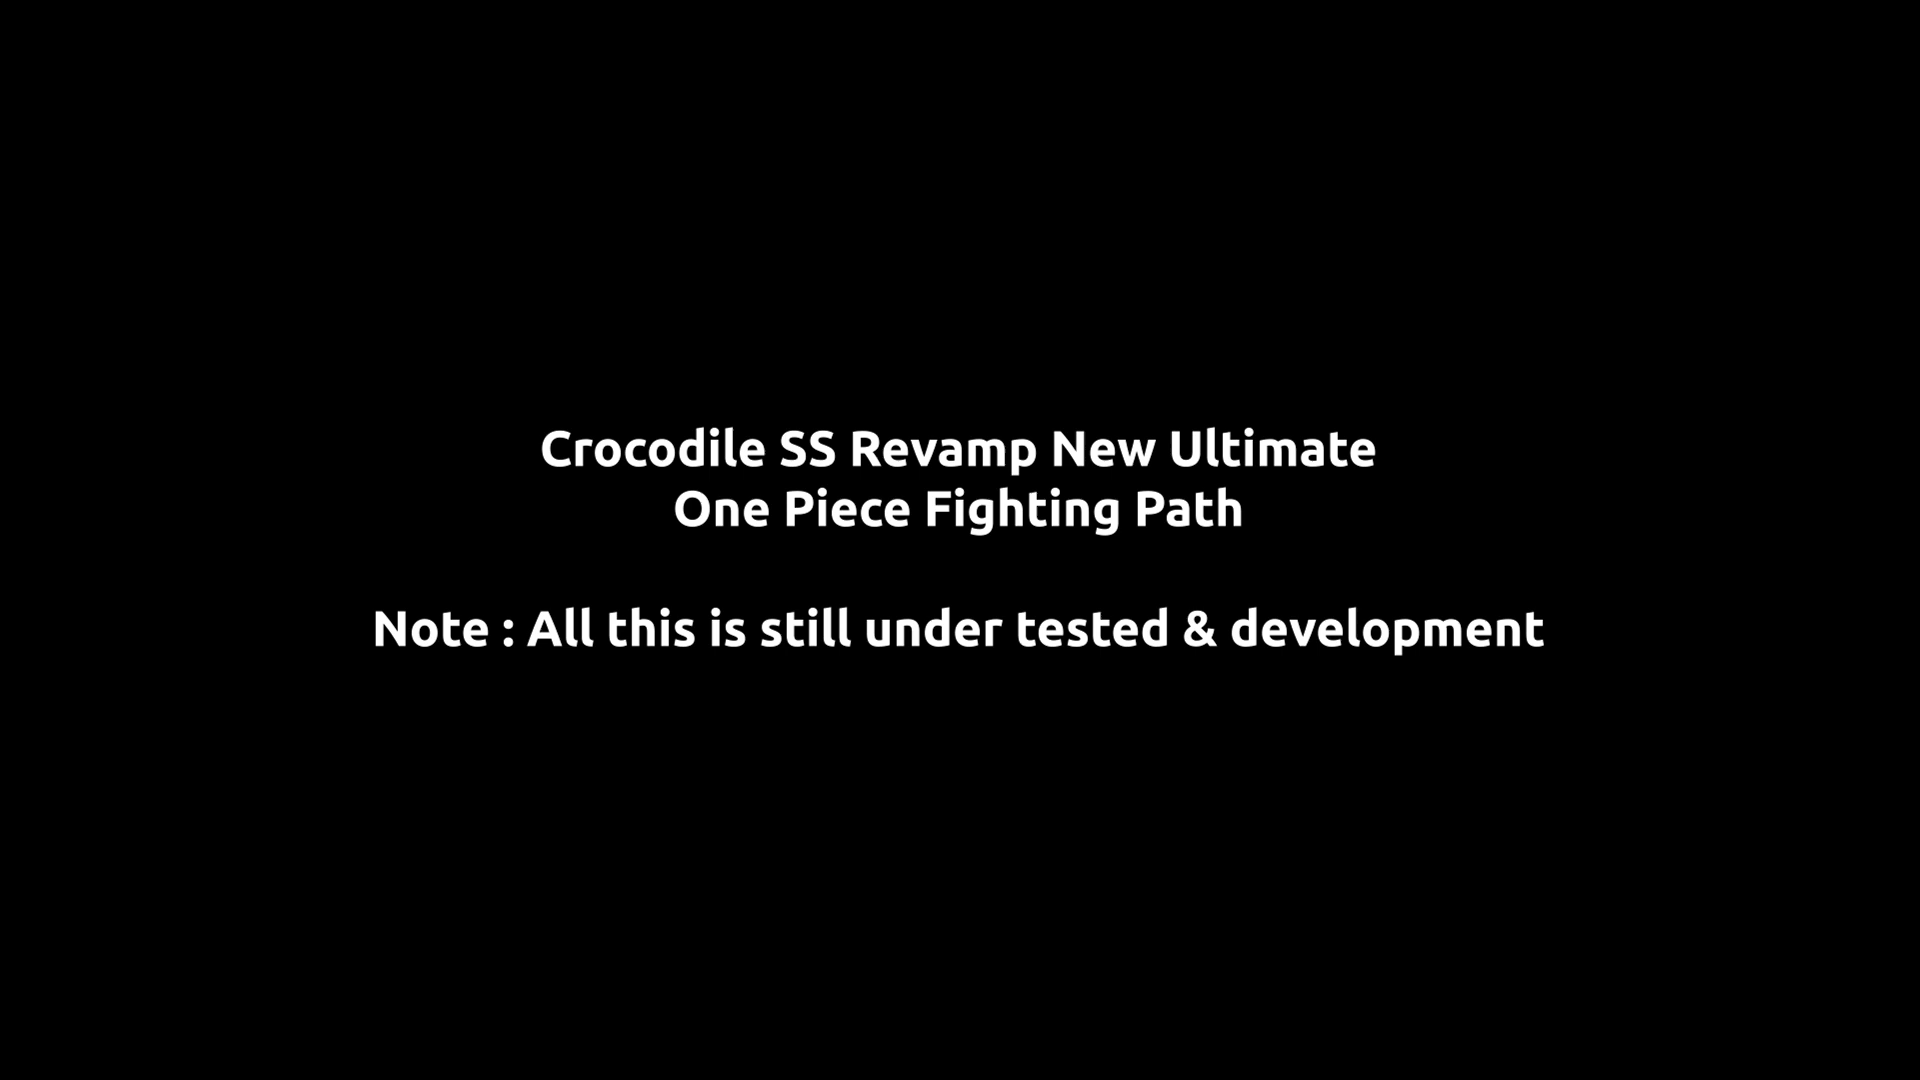 Crocodile SS Revamp New Ultimate
One Piece Fighting Path
Note : All this is still under tested & development